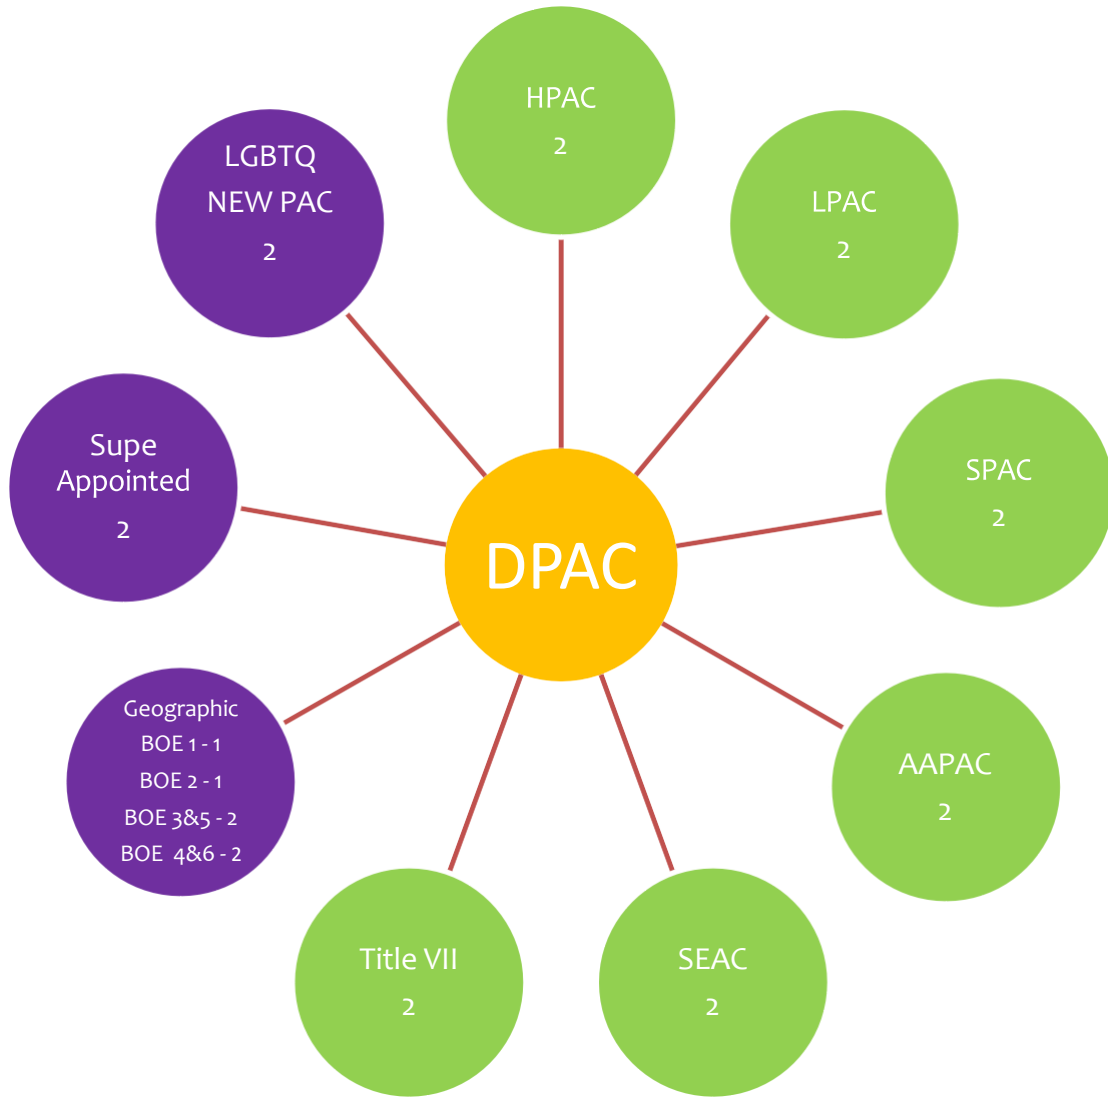 HPAC
2
LGBTQ
NEW PAC
2
LPAC
2
Supe
Appointed
2
SPAC
2
DPAC
Geographic
BOE 1 - 1
BOE 2 - 1
BOE 3&5 - 2
BOE 4&6 - 2
AAPAC
2
Title VII
2
SEAC
2